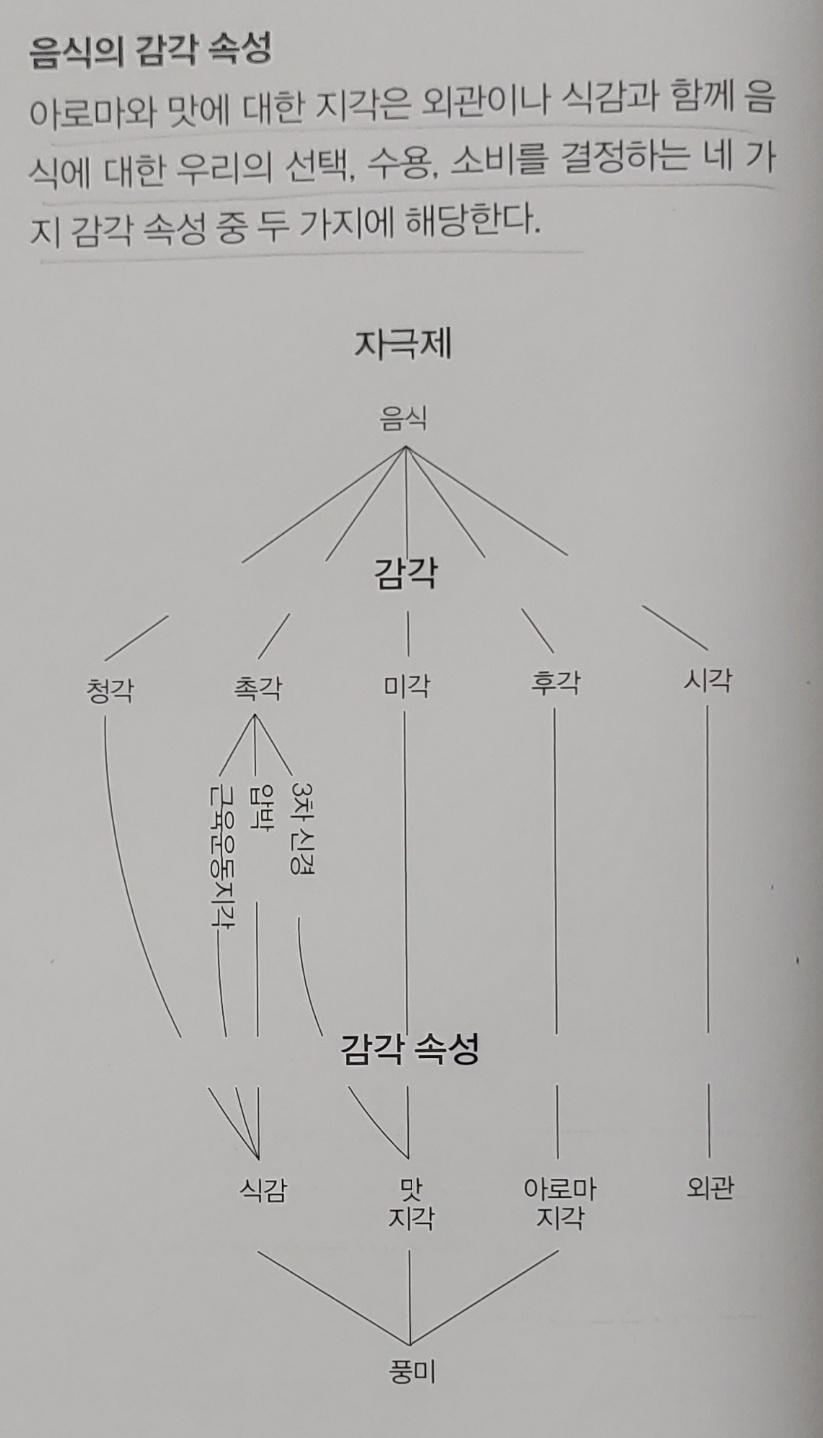 음식의 감각 속성
아로마와 맛에 대한 지각은 외관이나 식감과 함께 음
식에 대한 우리의 선택, 수용, 소비를 결정하는 네 가
지 감각 속성 중 두 가지에 해당한다.
자극제
음식
감각
청각 촉각 미각 후각 시각
근육운동지각
압박
3차 신경
감각 속성
식감 맛 아로마 외관
지각 지각
풍미